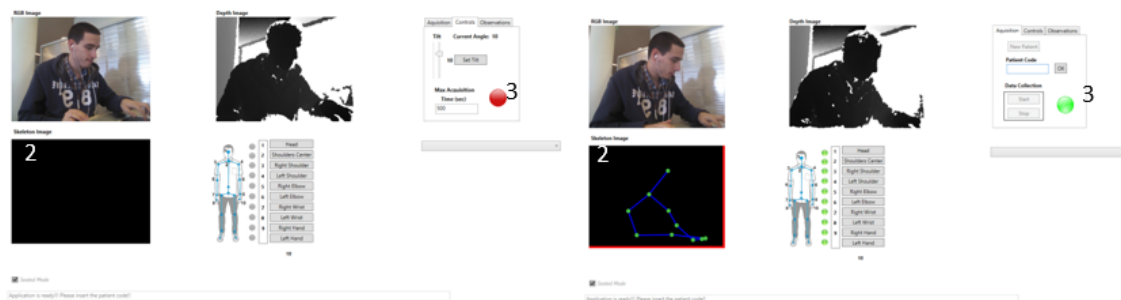 RGB Image
Depth Image
Aquisition Controls Observations
Tilt Current Angle: 10
10 Set Tilt
Max Acquisition
Time (sec)
500
3
Skeleton Image
2
1 Head
2 Shoulders Center
3 Right Shoulder
4 Left Shoulder
5 Right Elbow
6 Left Elbow
7 Right Wrist
8 Left Wrist
9 Right Hand
Left Hand
10
Seated Mode
Application is ready!! Please insert the patient code!!
RGB Image
Depth Image
Aquisition Controls Observations
New Patient
Patient Code
OK
Data Collection
Start
Stop
3
Skeleton Image
2
1 Head
2 Shoulders Center
3 Right Shoulder
4 Left Shoulder
5 Right Elbow
6 Left Elbow
7 Right Wrist
8 Left Wrist
9 Right Hand
Left Hand
10
Seated Mode
Application is ready!! Please insert the patient code!!